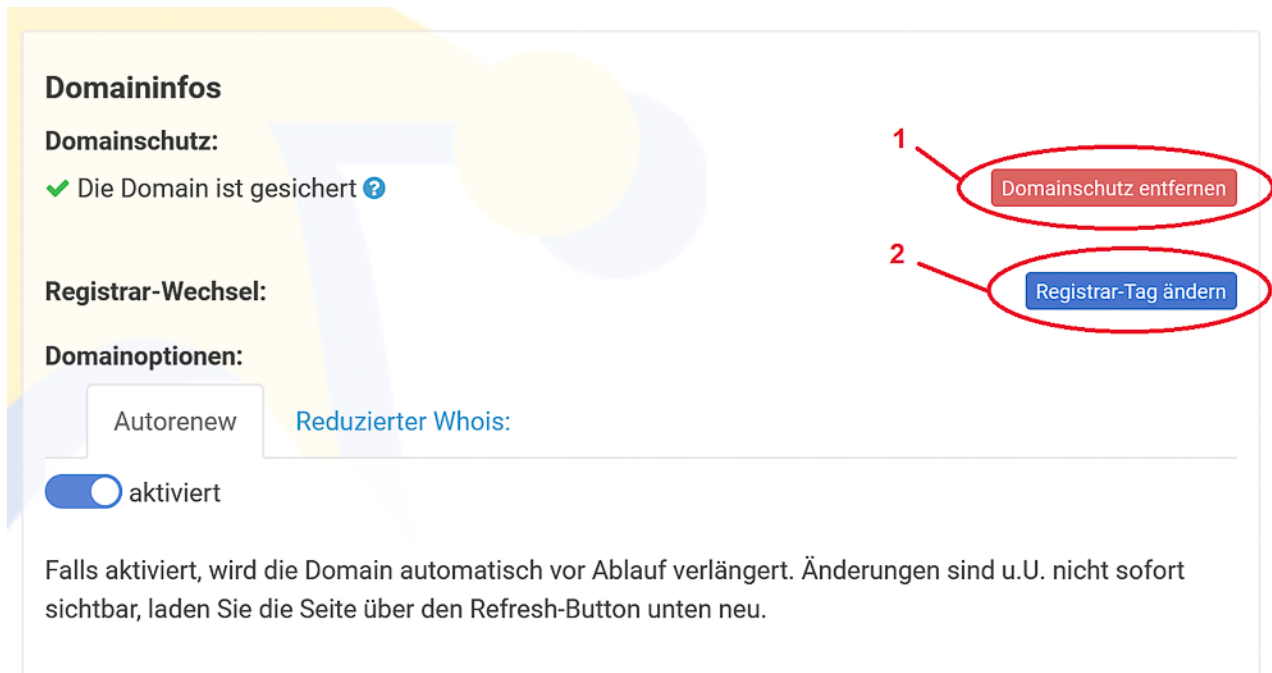 Domaininfos
Domainschutz:
1
Die Domain ist gesichert
Domainschutz entfernen
2
Registrar-Wechsel:
Registrar-Tag ändern
Domainoptionen:
Autorenew Reduzierter Whois:
aktiviert
Falls aktiviert, wird die Domain automatisch vor Ablauf verlängert. Änderungen sind u.U. nicht sofort
sichtbar, laden Sie die Seite über den Refresh-Button unten neu.